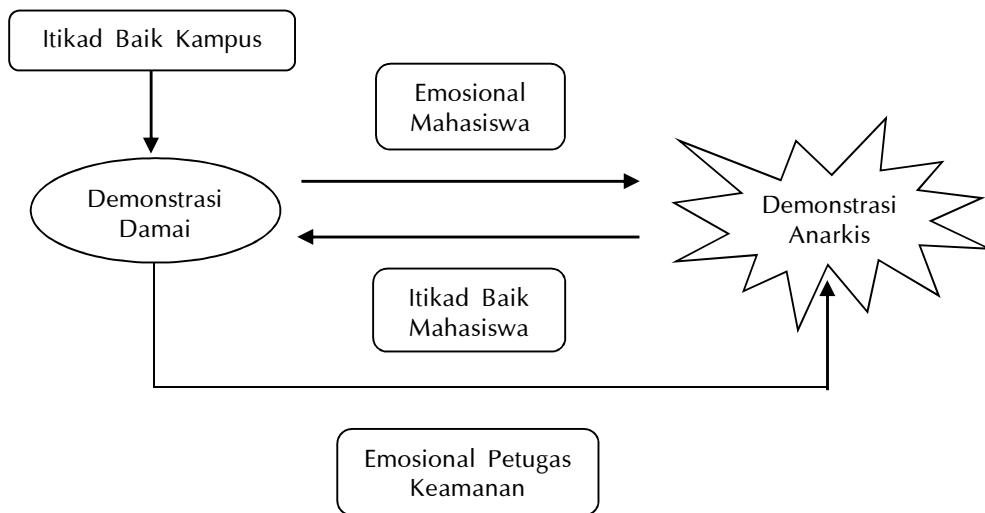 Itikad Baik Kampus
Emosional
Mahasiswa
Demonstrasi
Damai
Demonstrasi
Anarkis
Itikad Baik
Mahasiswa
Emosional Petugas
Keamanan